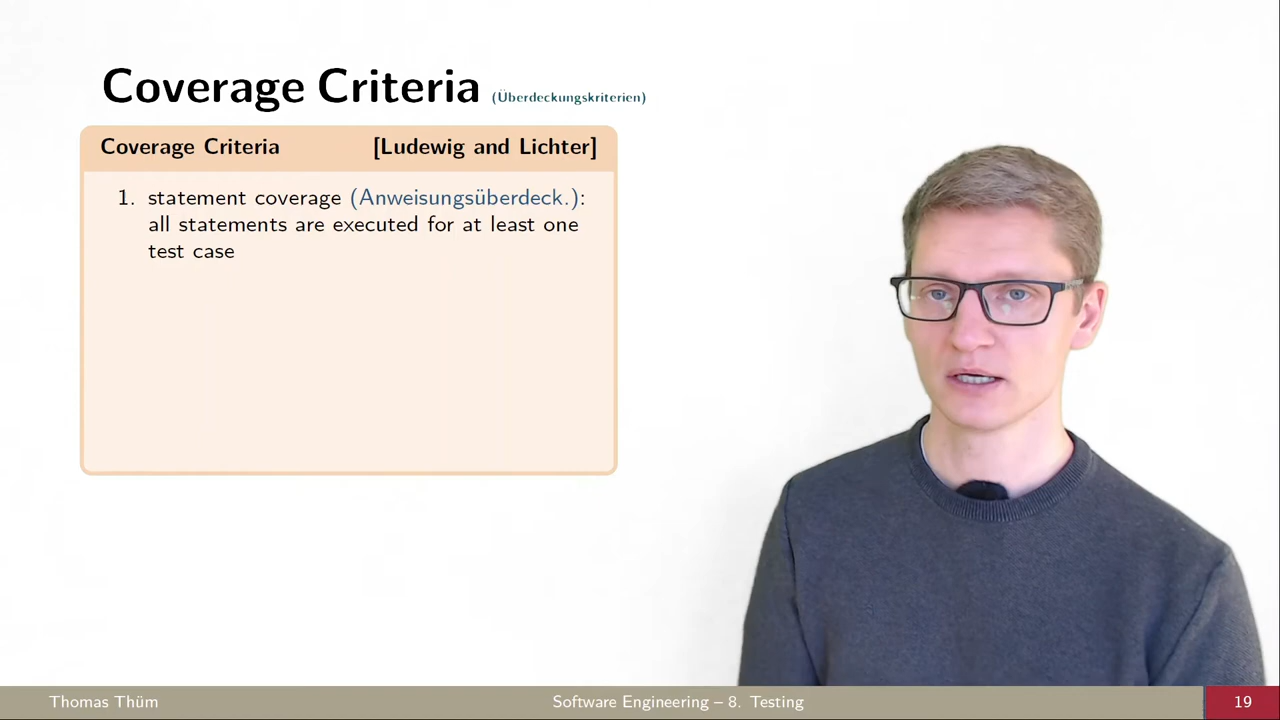 Coverage Criteria (Überdeckungskriterien)
Coverage Criteria [Ludewig and Lichter]
1. statement coverage (Anweisungsüberdeck.):
all statements are executed for at least one
test case
Thomas Thüm Software Engineering – 8. Testing 19